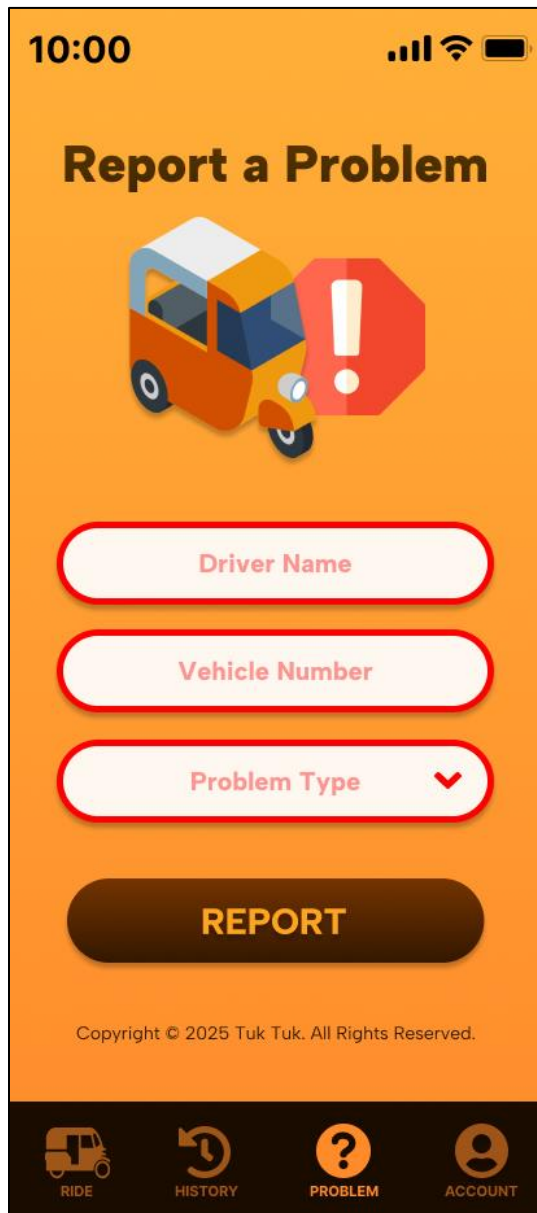 10:00
Report a Problem
Driver Name
Vehicle Number
Problem Type
REPORT
Copyright © 2025 Tuk Tuk. All Rights Reserved.
RIDE HISTORY PROBLEM ACCOUNT